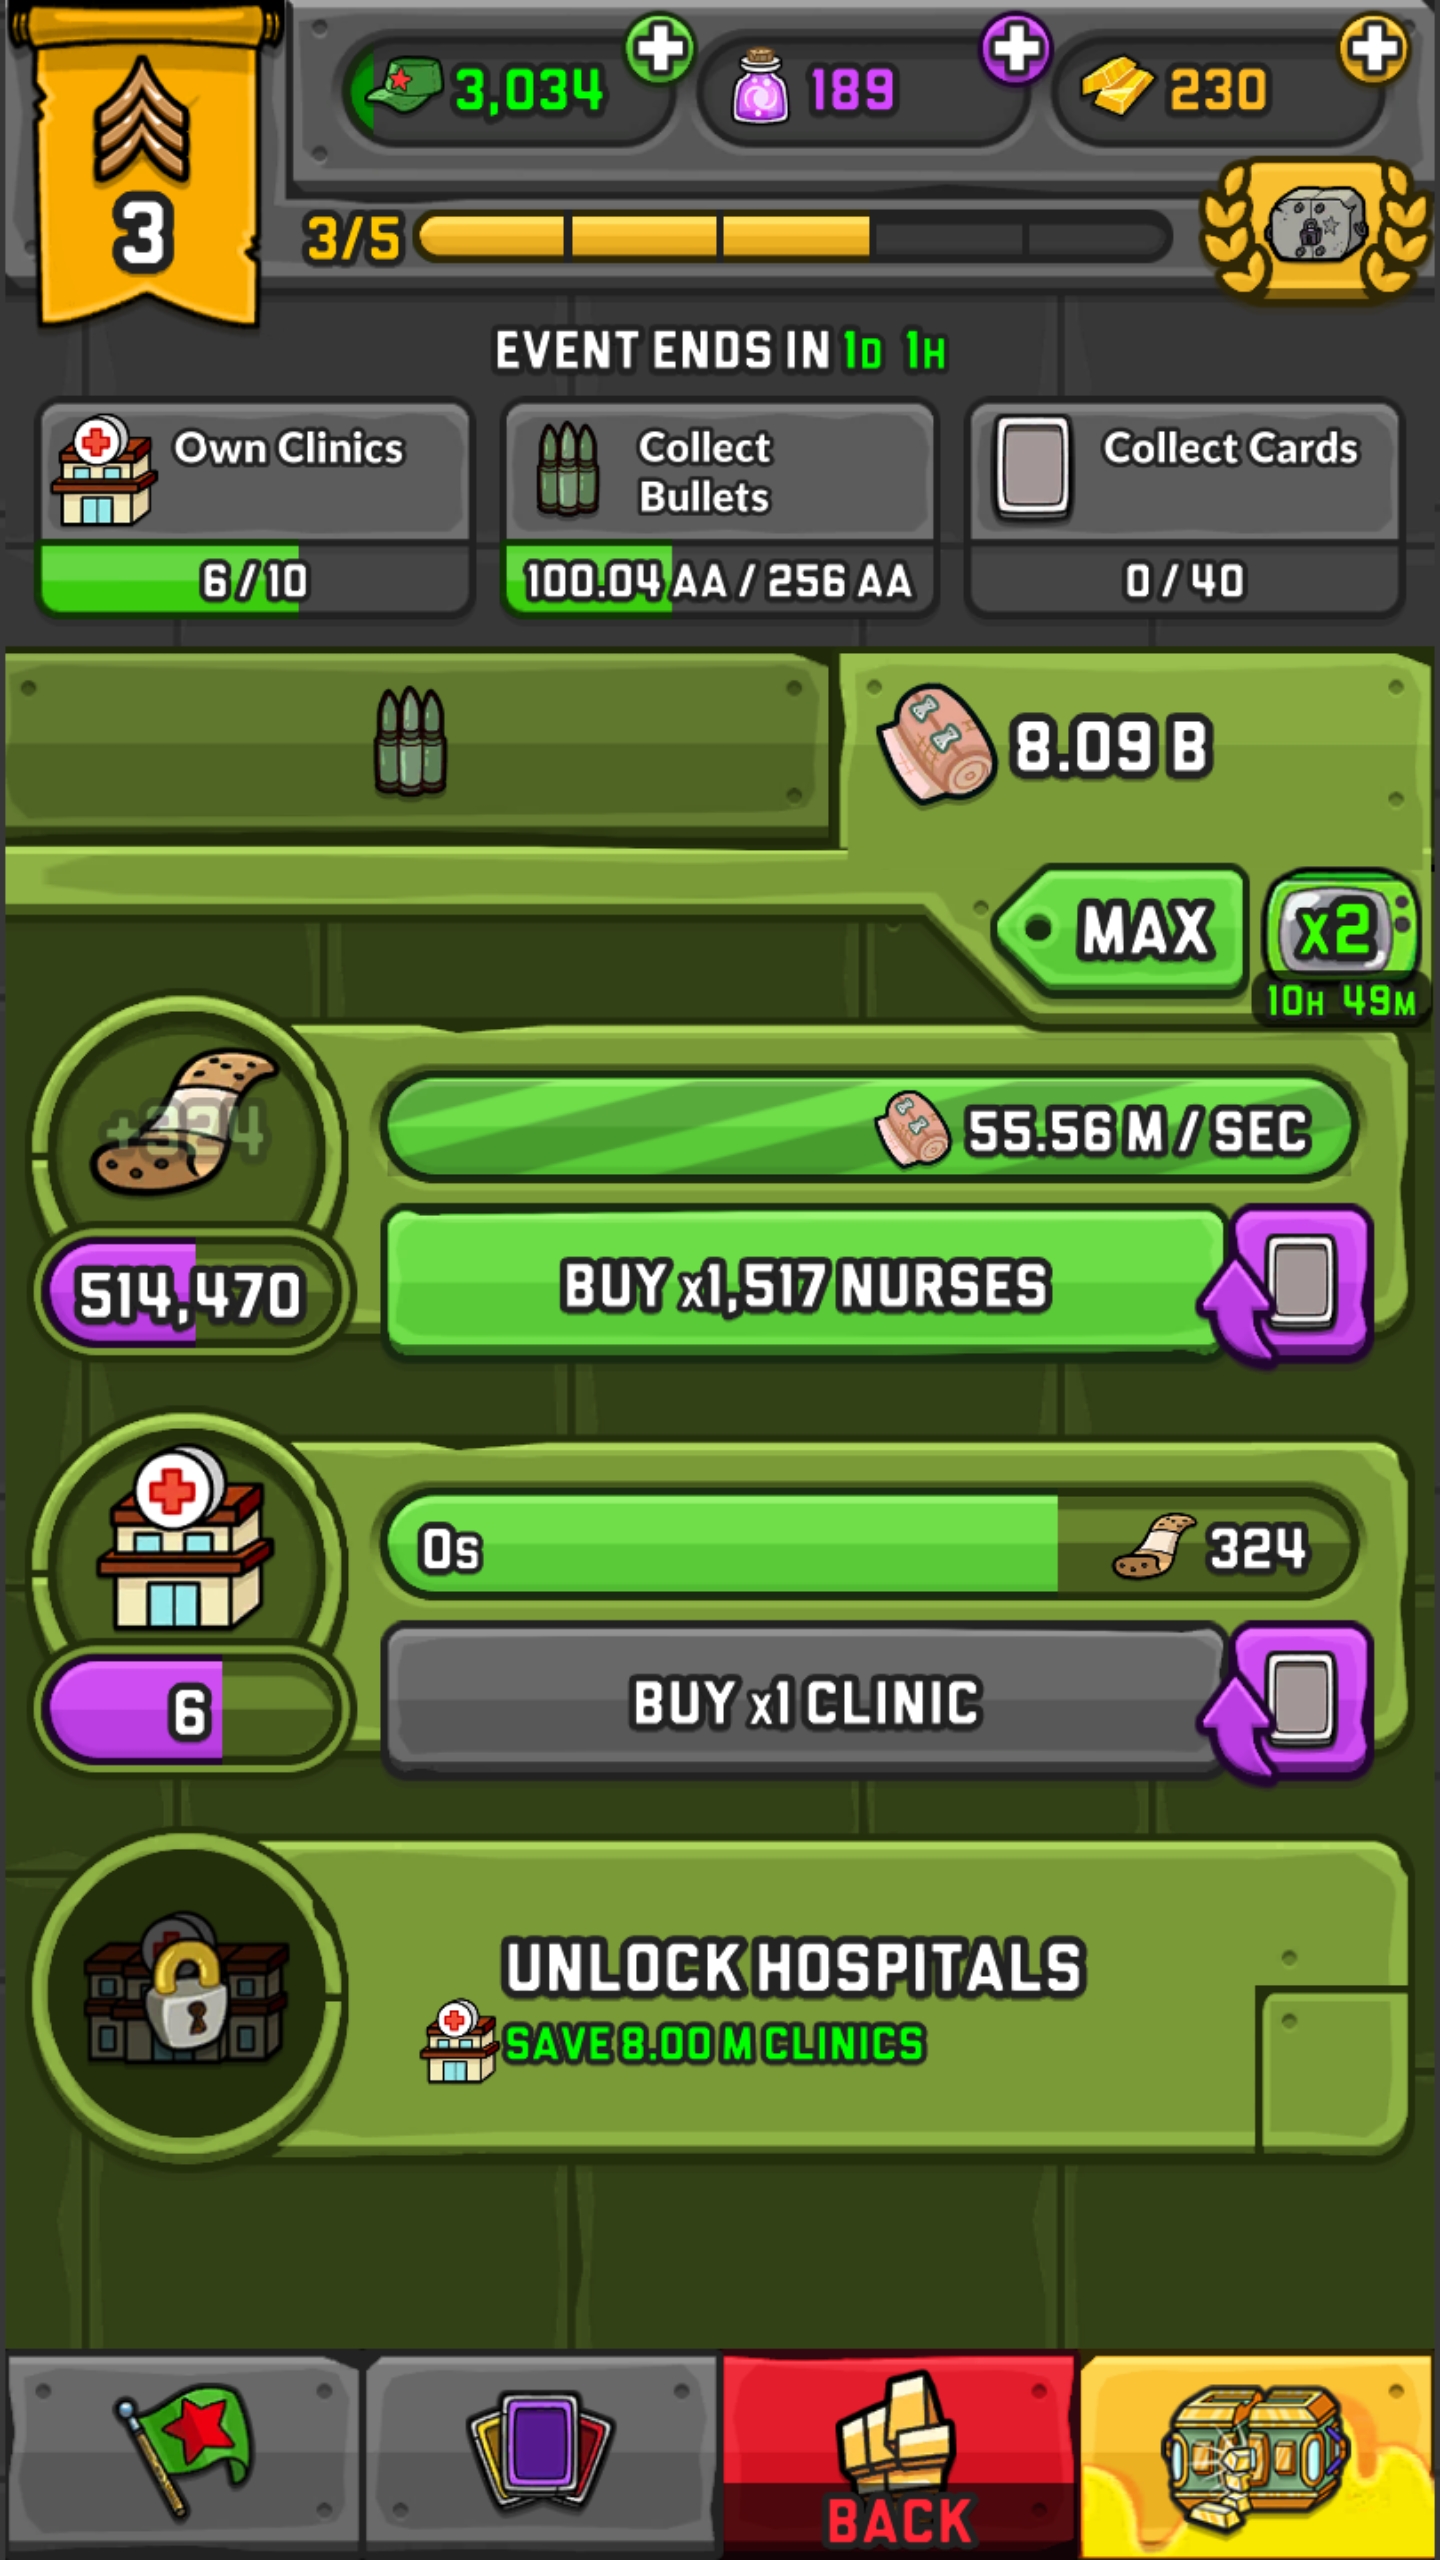 3,034
189
230
3
3/5
EVENT ENDS IN 1D 1H
Own Clinics
6 / 10
Collect
Bullets
100.04 AA / 256 AA
Collect Cards
0 / 40
8.09 B
MAX
x2
10H 49M
+324
55.56 M / SEC
514,470
BUY x1,517 NURSES
0s
324
6
BUY x1 CLINIC
UNLOCK HOSPITALS
SAVE 8.00 M CLINICS
BACK